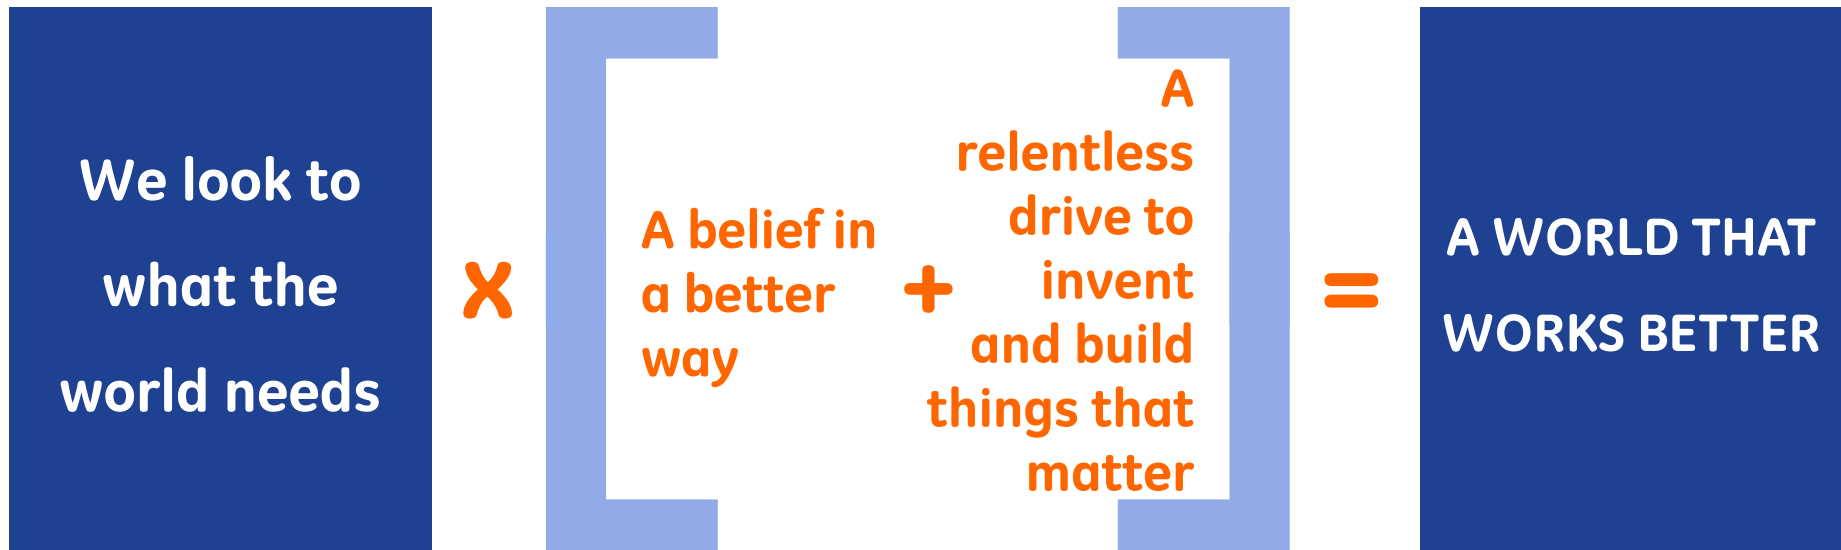 We look to
what the
world needs
x
A belief in
a better
way
+
A
relentless
drive to
invent
and build
things that
matter
=
A WORLD THAT
WORKS BETTER